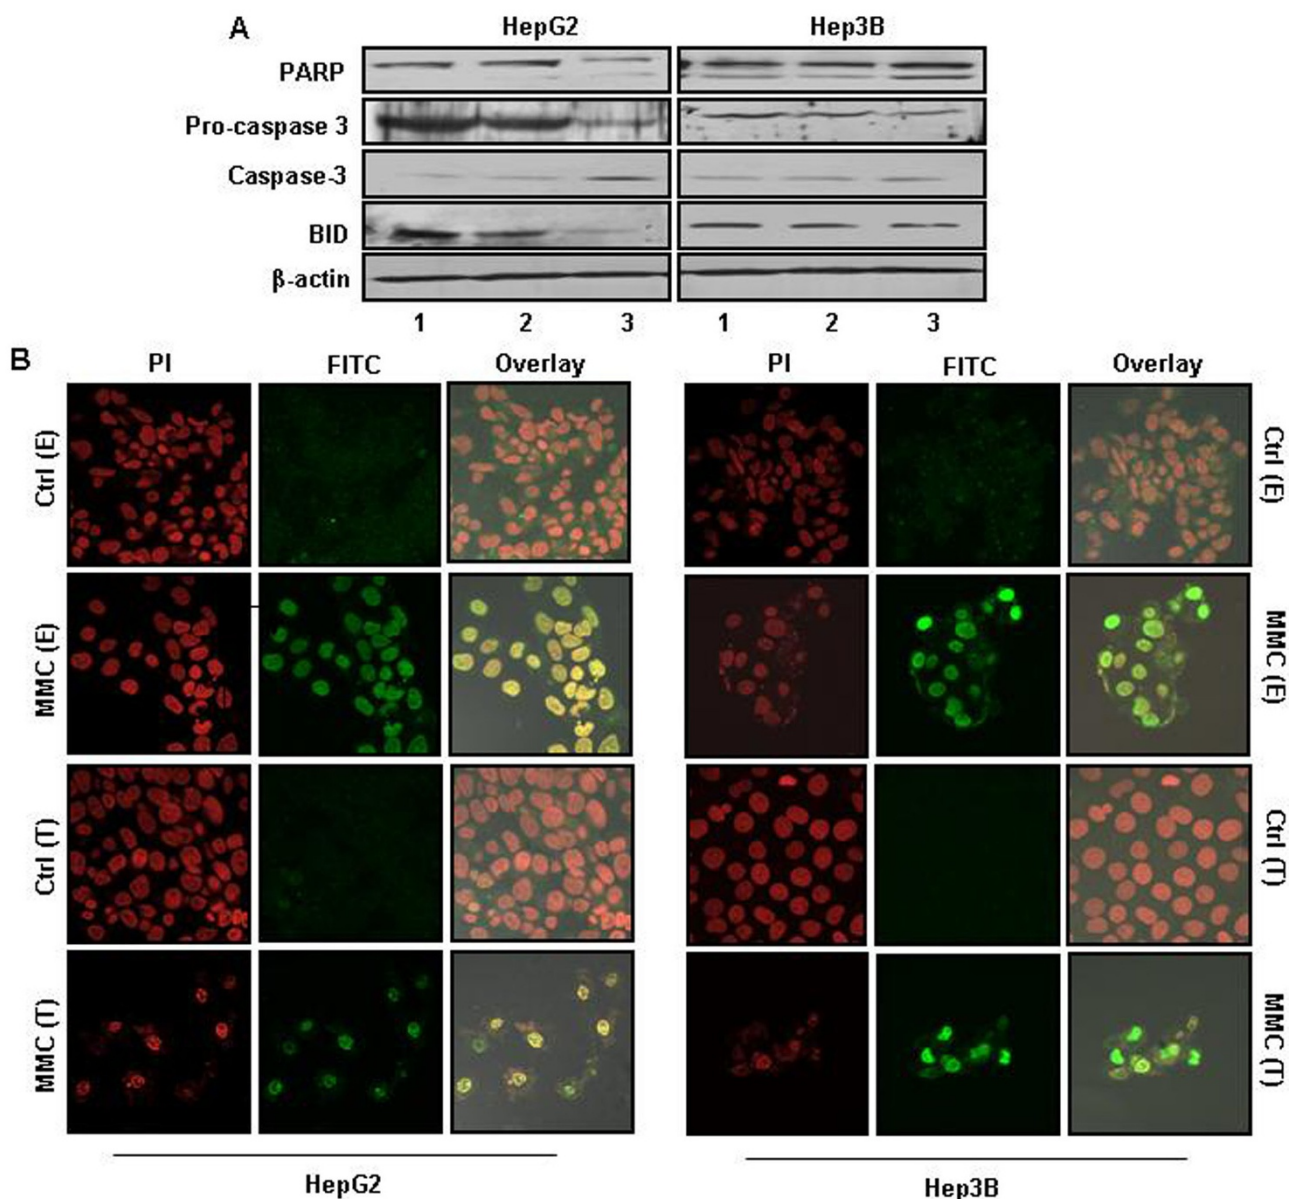 A
HepG2
Hep3B
PARP
Pro-caspase 3
Caspase-3
BID
β-actin
1 2 3 1 2 3
B
PI FITC Overlay PI FITC Overlay
Ctrl (E)
Ctrl (E)
MMC (E)
MMC (E)
Ctrl (T)
Ctrl (T)
MMC (T)
MMC (T)
HepG2
Hep3B